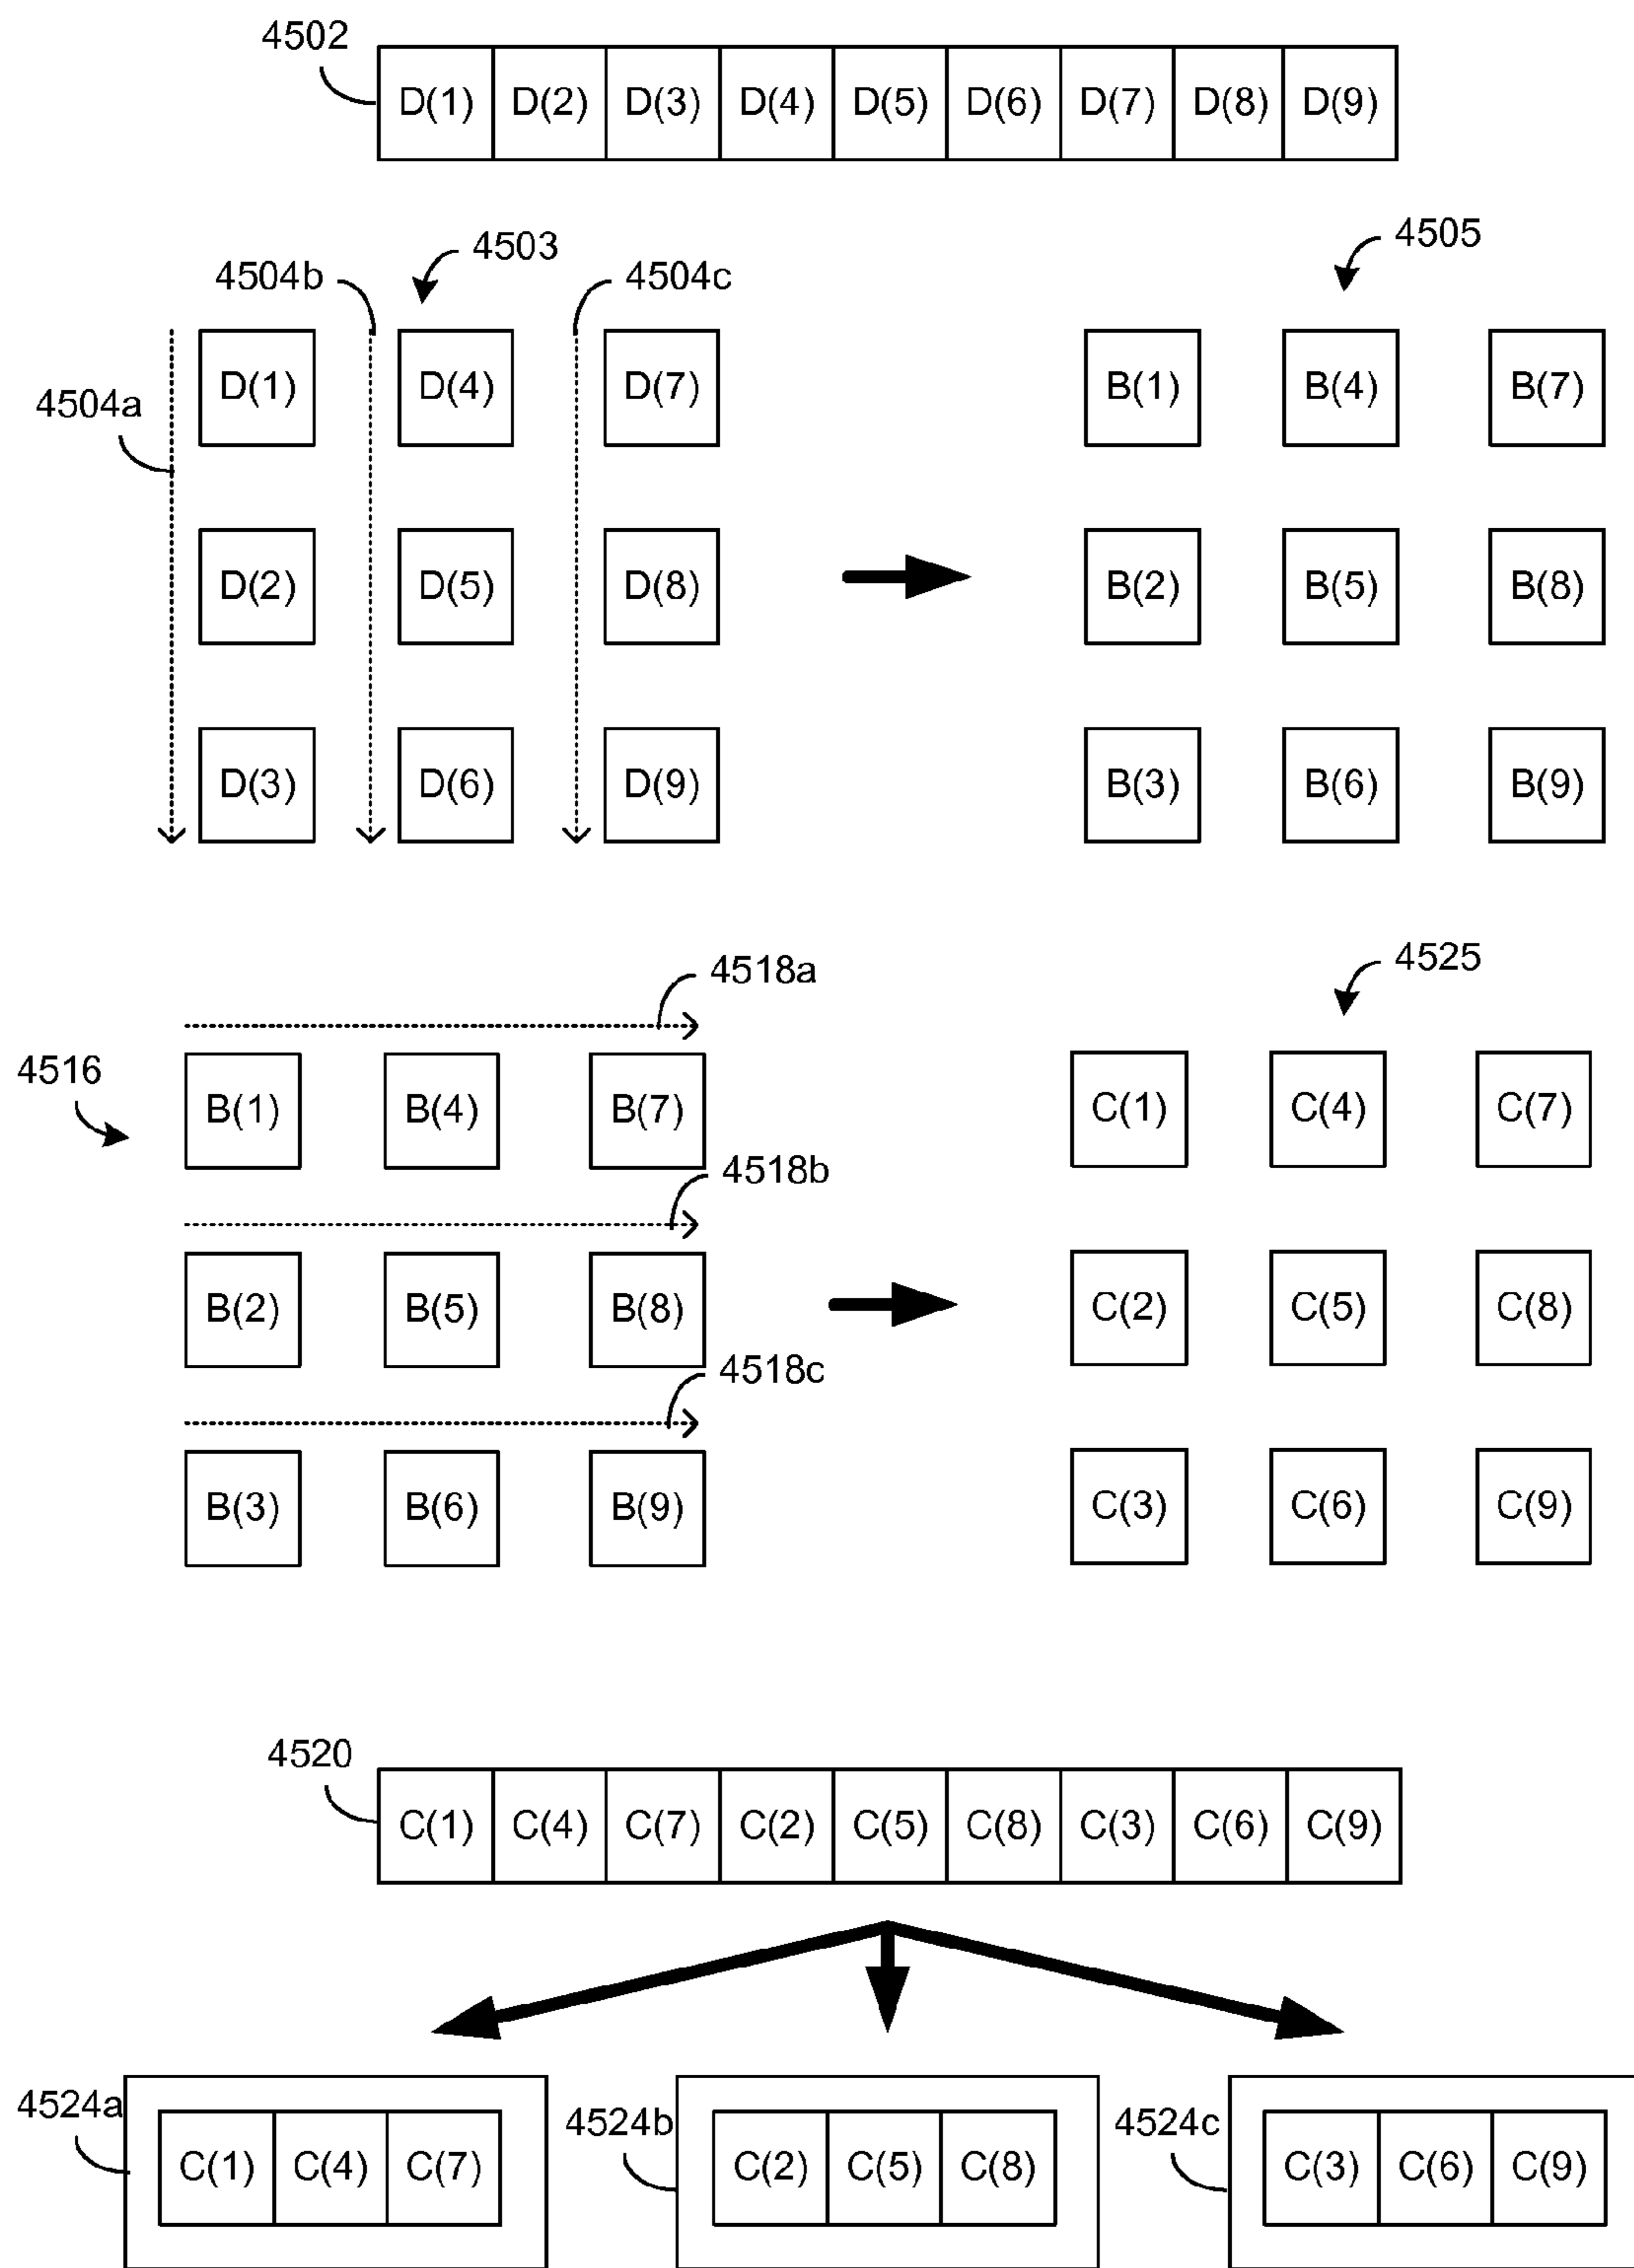 4502
D(1) D(2) D(3) D(4) D(5) D(6) D(7) D(8) D(9)
4503
4505
4504b
4504c
4504a
D(1) D(4) D(7)
B(1) B(4) B(7)
D(2) D(5) D(8)
B(2) B(5) B(8)
D(3) D(6) D(9)
B(3) B(6) B(9)
4518a
4525
4516
B(1) B(4) B(7)
C(1) C(4) C(7)
4518b
B(2) B(5) B(8)
C(2) C(5) C(8)
4518c
B(3) B(6) B(9)
C(3) C(6) C(9)
4520
C(1) C(4) C(7) C(2) C(5) C(8) C(3) C(6) C(9)
4524a
C(1) C(4) C(7)
4524b
C(2) C(5) C(8)
4524c
C(3) C(6) C(9)